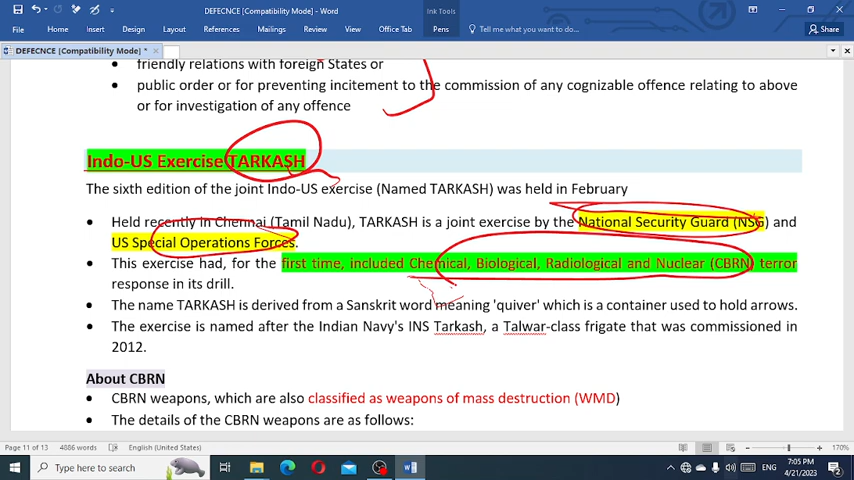 DEFECNCE [Compatibility Mode] - Word
Ink Tools
File
Home
Insert
Design
Layout
References
Mailings
Review
View
Office Tab
Pens
Tell me what you want to do...
Share
DEFECNCE [Compatibility Mode] *
friendly relations with foreign States or
public order or for preventing incitement to the commission of any cognizable offence relating to above
or for investigation of any offence
Indo-US Exercise TARKASH
The sixth edition of the joint Indo-US exercise (Named TARKASH) was held in February
Held recently in Chennai (Tamil Nadu), TARKASH is a joint exercise by the National Security Guard (NSG) and
US Special Operations Forces.
This exercise had, for the first time, included Chemical, Biological, Radiological and Nuclear (CBRN) terror
response in its drill.
The name TARKASH is derived from a Sanskrit word meaning 'quiver' which is a container used to hold arrows.
The exercise is named after the Indian Navy's INS Tarkash, a Talwar-class frigate that was commissioned in
2012.
About CBRN
CBRN weapons, which are also classified as weapons of mass destruction (WMD)
The details of the CBRN weapons are as follows:
Page 11 of 13
4886 words
English (United States)
170%
Type here to search
ENG
7:05 PM
4/21/2023
2